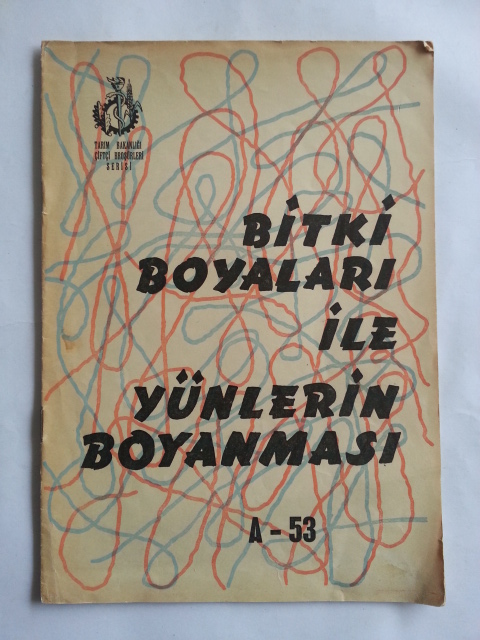 TARIM BAKANLIĞI
ÇİFTÇİ BROŞÜRLERİ
SERİSİ
BİTKİ
BOYALARI
İLE
YÜNLERİN
BOYANMASI
A - 53